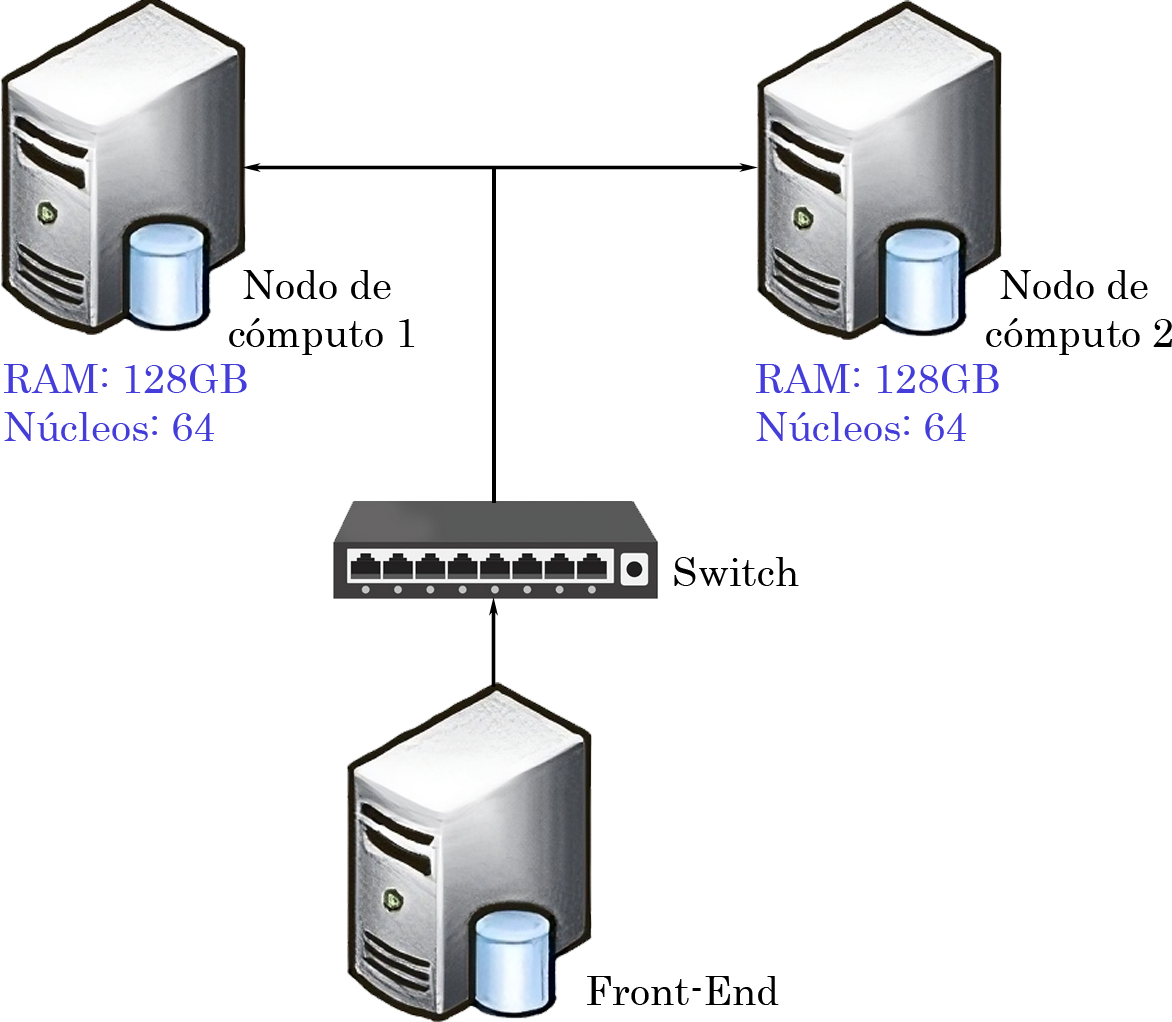 Nodo de
cómputo 1
RAM: 128GB
Núcleos: 64
Nodo de
cómputo 2
RAM: 128GB
Núcleos: 64
Switch
Front-End